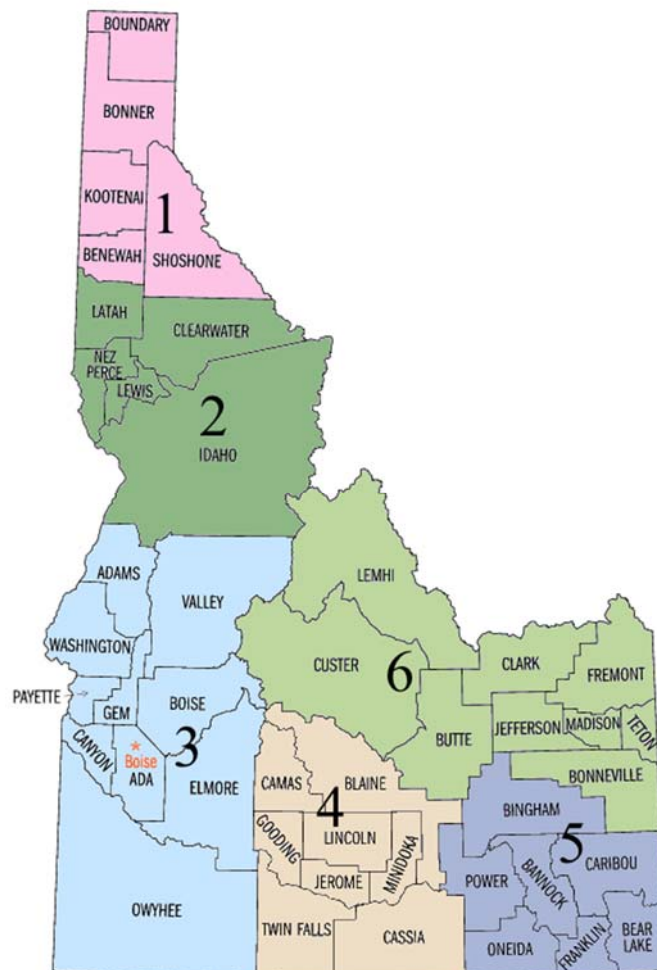 BOUNDARY
BONNER
KOOTENAI
1
BENEWAH
SHOSHONE
LATAH
CLEARWATER
NEZ
PERCE
LEWIS
2
IDAHO
ADAMS
LEMHI
VALLEY
WASHINGTON
CUSTER
6
CLARK
FREMONT
PAYETTE
GEM
BOISE
BUTTE
JEFFERSON
MADISON
TETON
CANYON
*
Boise
ADA
3
ELMORE
CAMAS
BLAINE
BONNEVILLE
4
BINGHAM
GOODING
LINCOLN
MINIDOKA
5
CARIBOU
JEROME
POWER
BANNOCK
OWYHEE
TWIN FALLS
CASSIA
ONEIDA
FRANKLIN
BEAR
LAKE